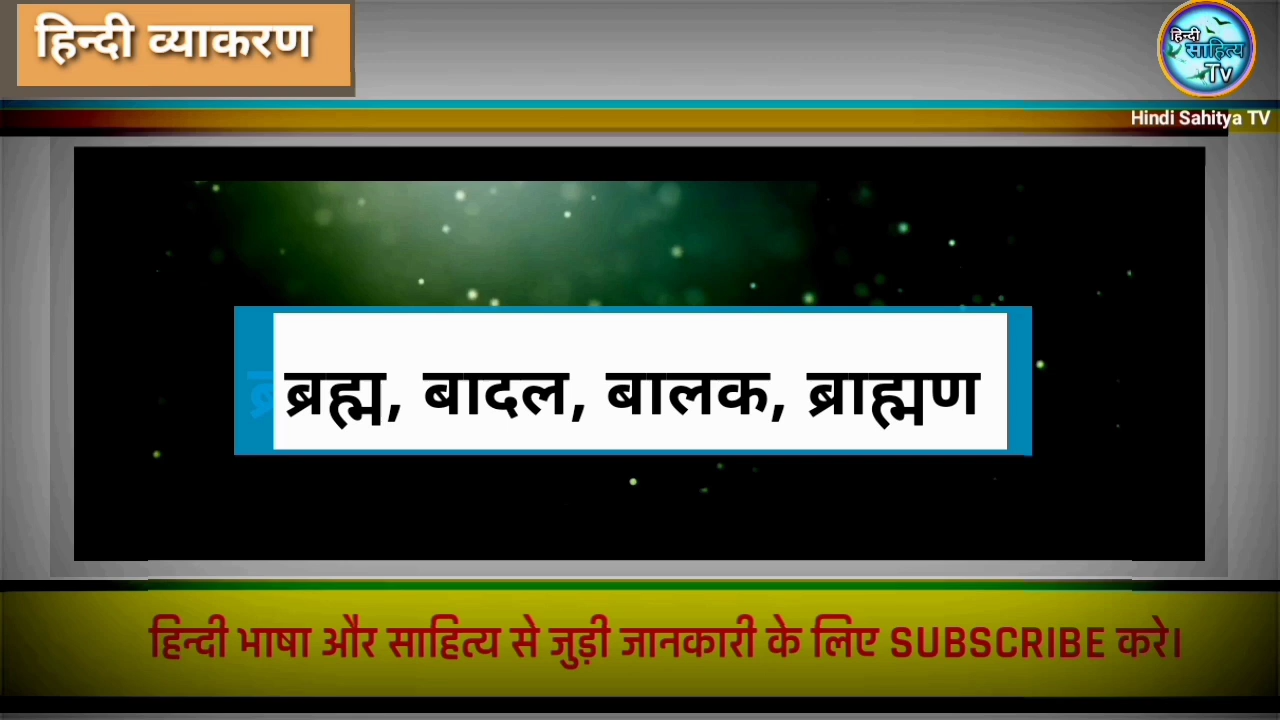 हिन्दी व्याकरण
हिन्दी
साहित्य
Tv
Hindi Sahitya TV
ब्रह्म, बादल, बालक, ब्राह्मण
हिन्दी भाषा और साहित्य से जुड़ी जानकारी के लिए SUBSCRIBE करे।